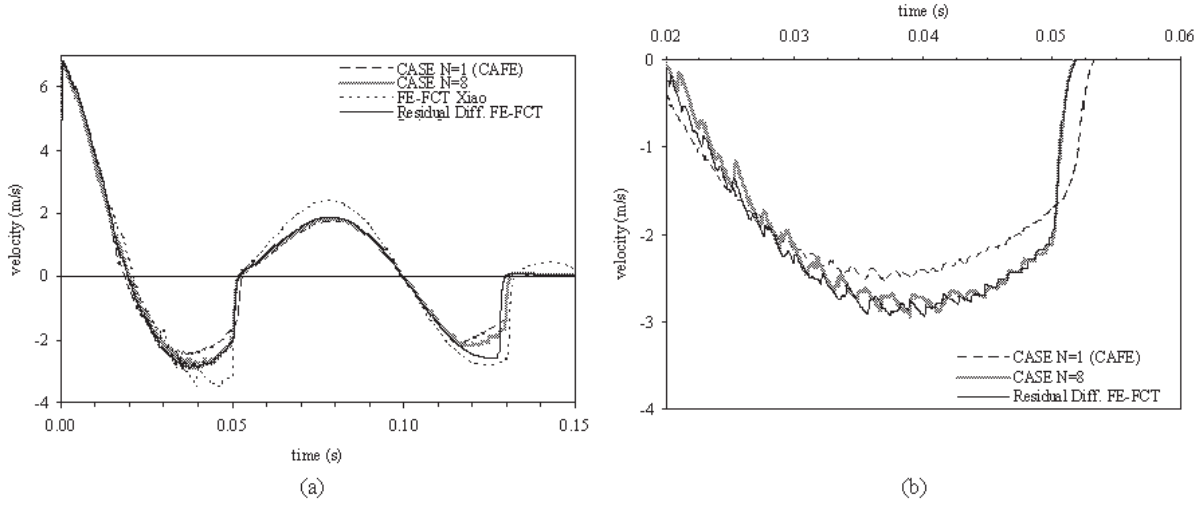 6
4
2
0
-2
-4
velocity (m/s)
0.00
0.05
0.10
0.15
time (s)
CASE N=1 (CAFE)
CASE N=8
FE-FCT Xiao
Residual Diff. FE-FCT
(a)
time (s)
0.02
0.03
0.04
0.05
0.06
0
-1
-2
-3
-4
velocity (m/s)
CASE N=1 (CAFE)
CASE N=8
Residual Diff. FE-FCT
(b)